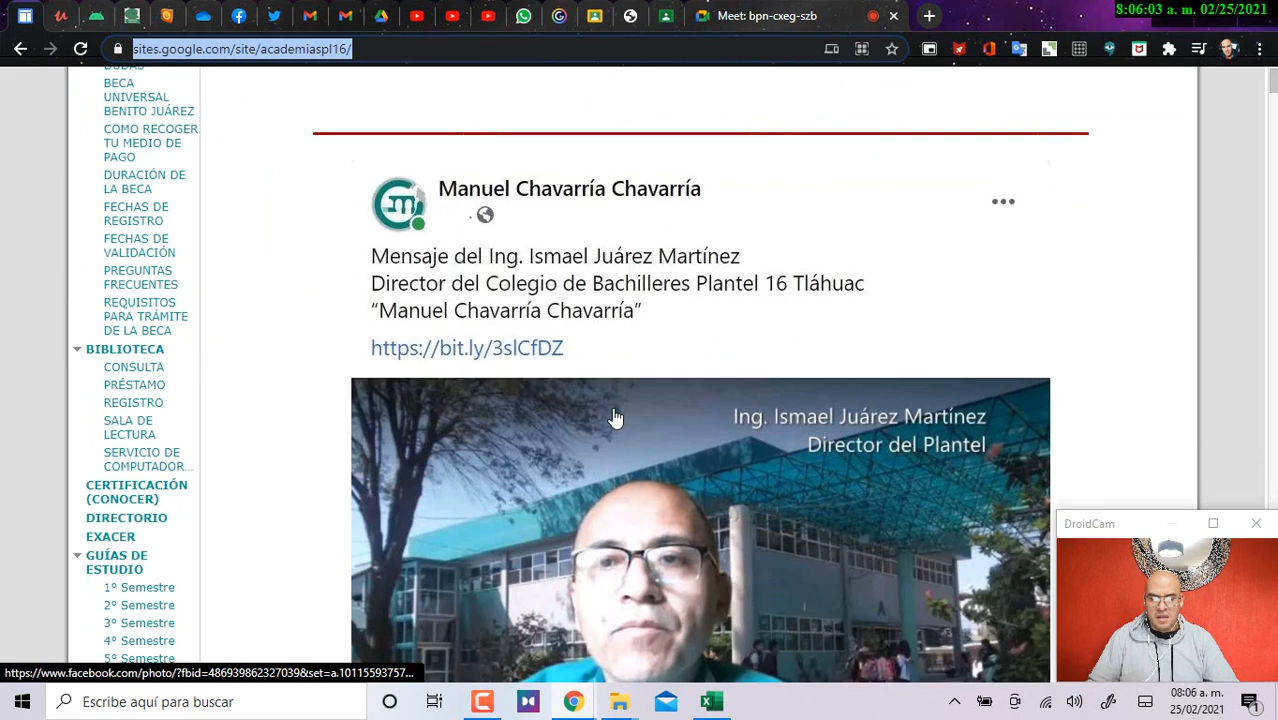 8:06:03 a. m. 02/25/2021
Meet: bpn-cxeg-szb
sites.google.com/site/academiaspl16/
DUDAS
BECA
UNIVERSAL
BENITO JUÁREZ
COMO RECOGER
TU MEDIO DE
PAGO
DURACIÓN DE
LA BECA
FECHAS DE
REGISTRO
FECHAS DE
VALIDACIÓN
PREGUNTAS
FRECUENTES
REQUISITOS
PARA TRÁMITE
DE LA BECA
BIBLIOTECA
CONSULTA
PRÉSTAMO
REGISTRO
SALA DE
LECTURA
SERVICIO DE
COMPUTADOR...
CERTIFICACIÓN
(CONOCER)
DIRECTORIO
EXACER
GUÍAS DE
ESTUDIO
1º Semestre
2º Semestre
3º Semestre
4º Semestre
5º Semestre
Manuel Chavarría Chavarría
Mensaje del Ing. Ismael Juárez Martínez
Director del Colegio de Bachilleres Plantel 16 Tláhuac
“Manuel Chavarría Chavarría”
https://bit.ly/3slCfDZ
Ing. Ismael Juárez Martínez
Director del Plantel
A
DroidCam
https://www.facebook.com/photo/?fbid=486939862327039&set=a.10115593757...
Escribe aquí para buscar
08:06 a. m.
25/02/2021
1